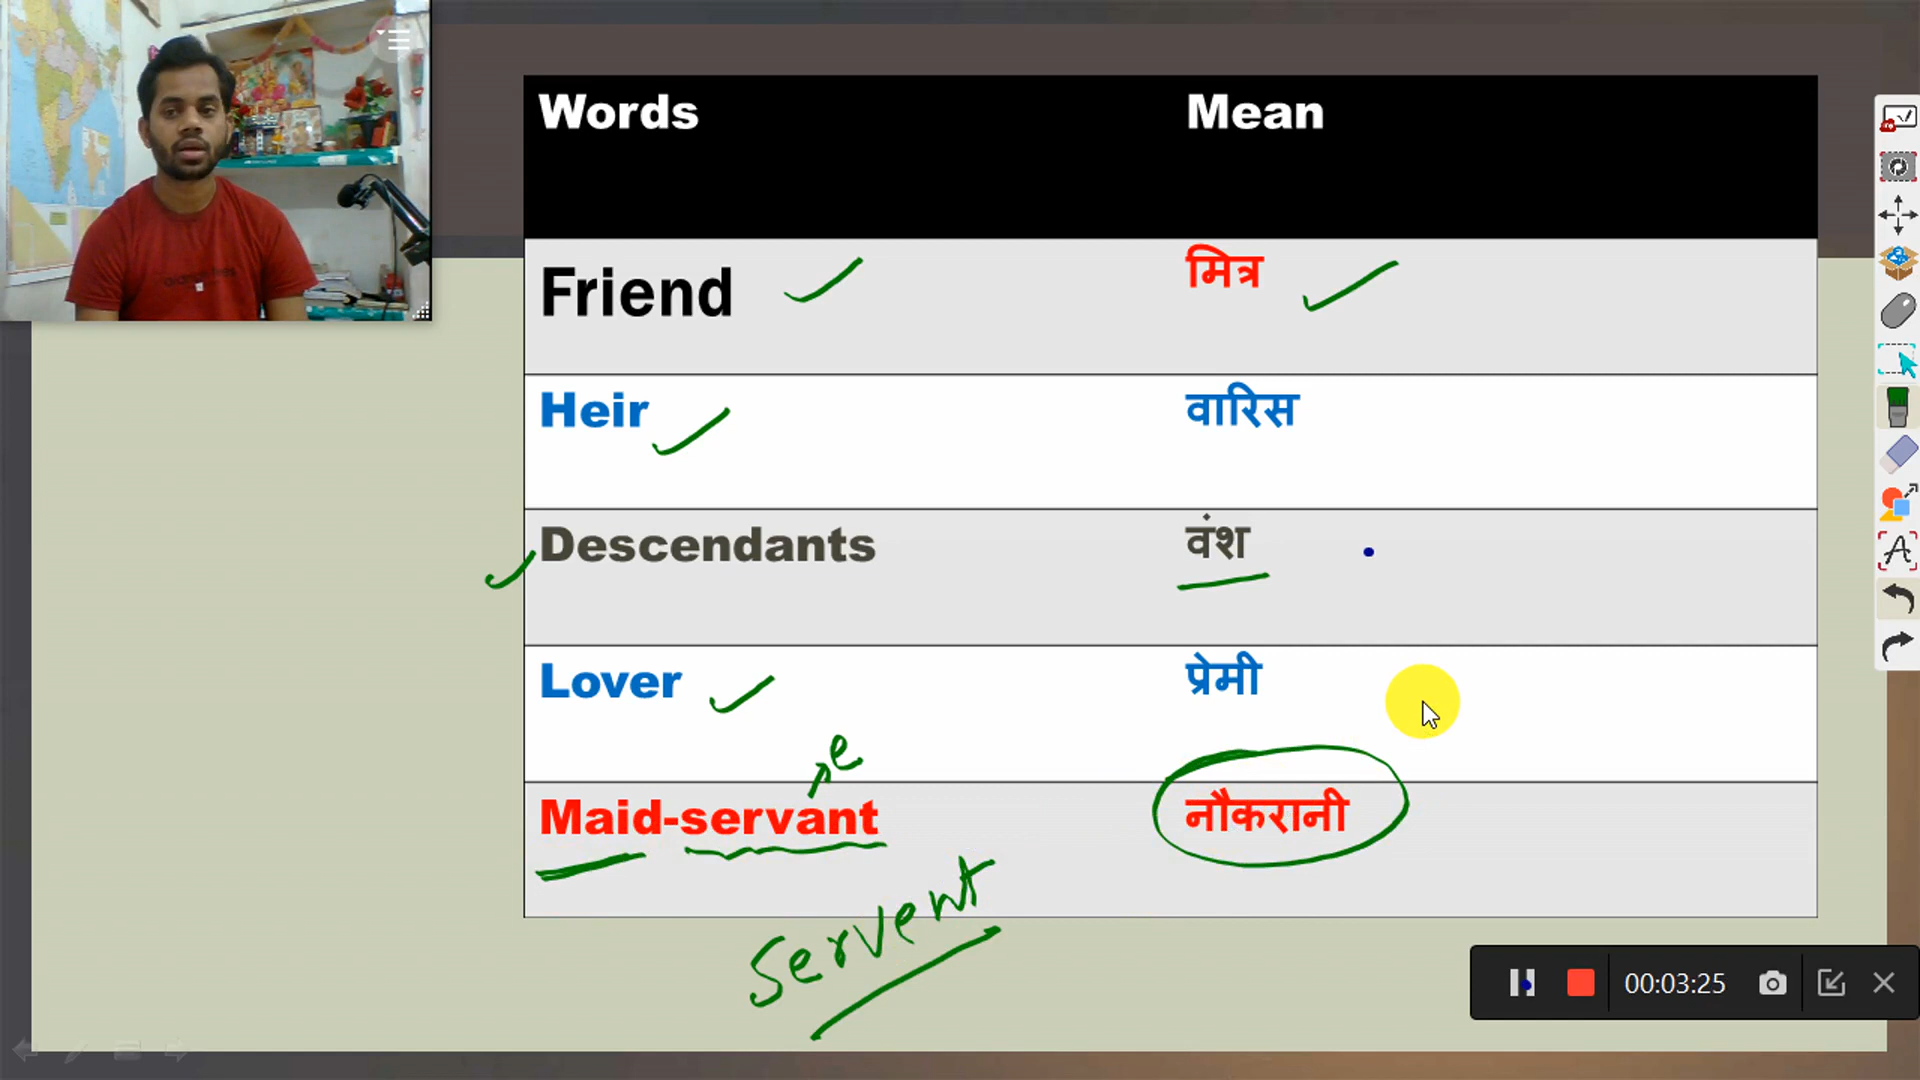 Words Mean
Friend मित्र
Heir वारिस
Descendants वंश
Lover प्रेमी
e
Maid-servant नौकरानी
Servent
00:03:25